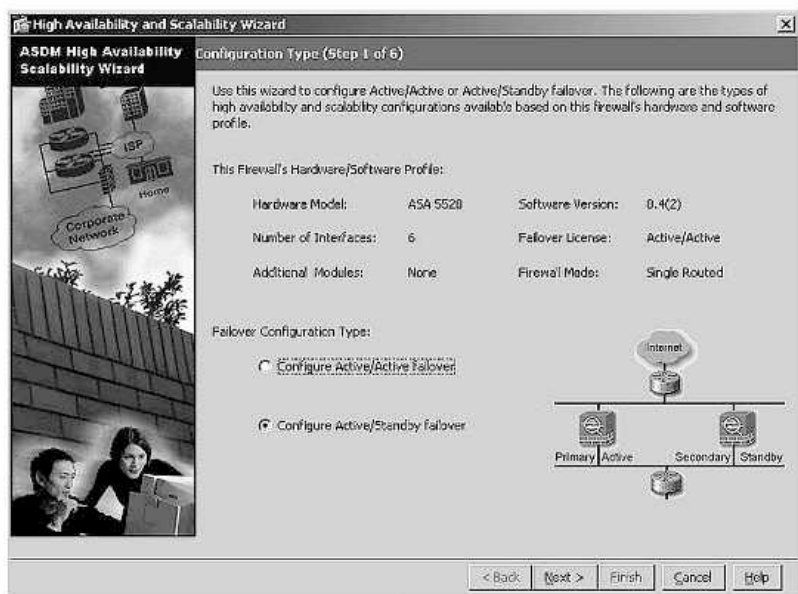 High Availability and Scalability Wizard
ASDM High Availability
Scalability Wizard
Configuration Type (Step 1 of 6)
Use this wizard to configure Active/Active or Active/Standby failover. The following are the types of
high availability and scalability configurations available based on this firewall's hardware and software
profile.
This Firewall's Hardware/Software Profile:
Hardware Model: ASA 5520 Software Version: 8.4(2)
Number of Interfaces: 6 Failover License: Active/Active
Additional Modules: None Firewall Mode: Single Routed
Failover Configuration Type:
Configure Active/Active failover
Configure Active/Standby failover
ISP
Home
Corporate
Network
Internet
Primary Active Secondary Standby
< Back Next > Finish Cancel Help